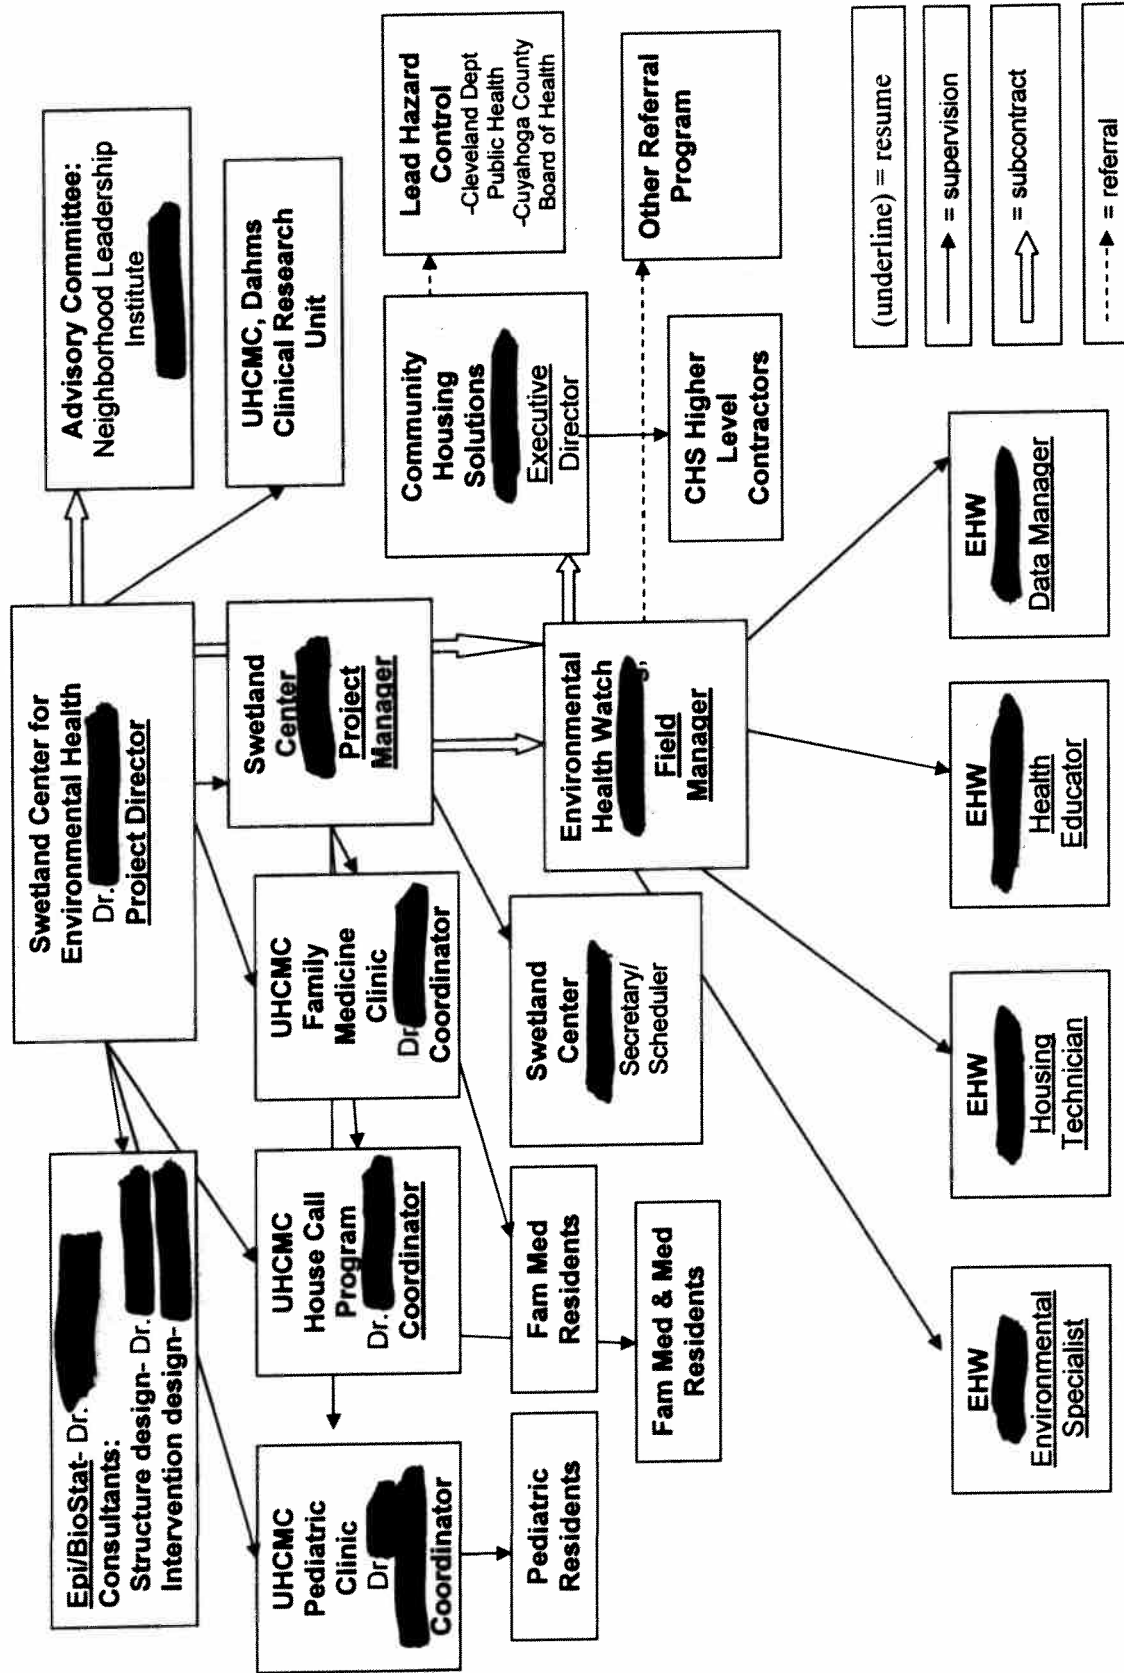 Swetland Center for
Environmental Health
Dr.
Project Director
Advisory Committee:
Neighborhood Leadership
Institute
UHCMC, Dahms
Clinical Research
Unit
Epi/BioStat- Dr.
Consultants:
Structure design- Dr.
Intervention design-
Swetland
Center
Project
Manager
UHCMC
Family
Medicine
Clinic
Dr
Coordinator
UHCMC
House Call
Program
Dr.
Coordinator
UHCMC
Pediatric
Clinic
Dr
Coordinator
Community
Housing
Solutions
Executive
Director
Lead Hazard
Control
-Cleveland Dept
Public Health
-Cuyahoga County
Board of Health
Pediatric
Residents
Fam Med
Residents
Fam Med & Med
Residents
Swetland
Center
Secretary/
Scheduler
Environmental
Health Watch
Field
Manager
CHS Higher
Level
Contractors
Other Referral
Program
EHW
Environmental
Specialist
EHW
Housing
Technician
EHW
Health
Educator
EHW
Data Manager
(underline) = resume
= supervision
= subcontract
= referral